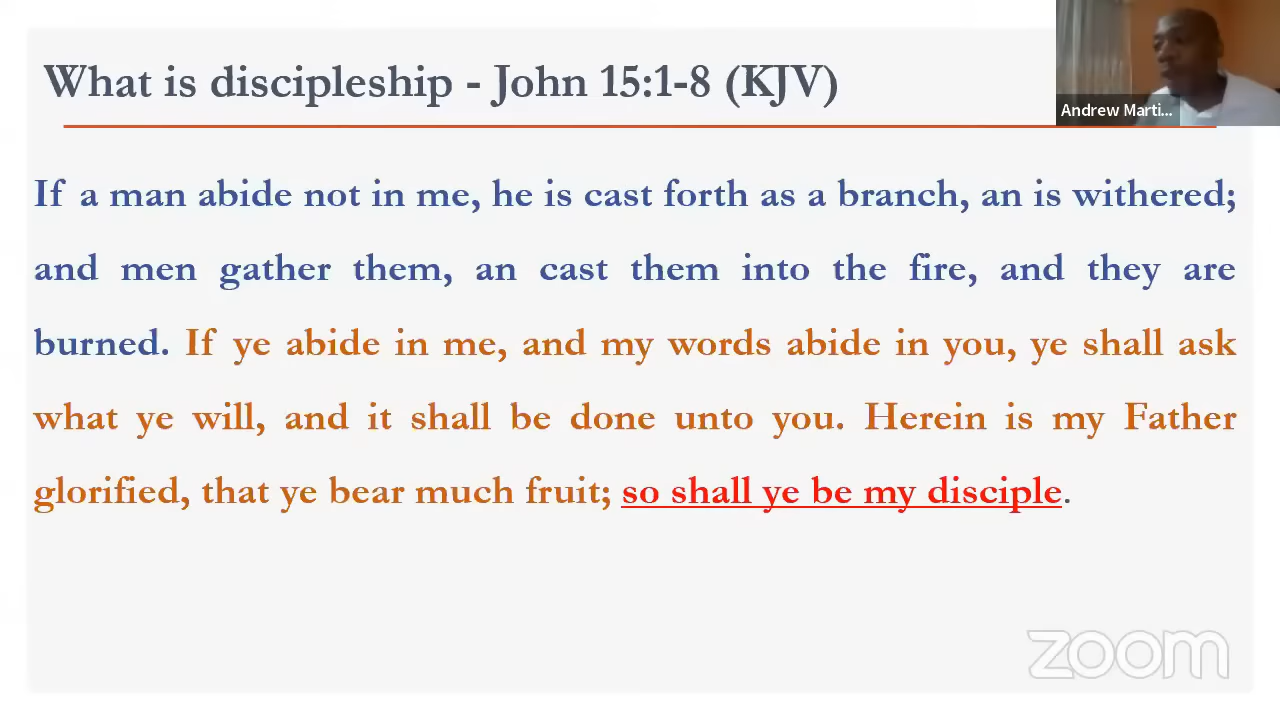 What is discipleship - John 15:1-8 (KJV)
Andrew Marti...
If a man abide not in me, he is cast forth as a branch, an is withered;
and men gather them, an cast them into the fire, and they are
burned. If ye abide in me, and my words abide in you, ye shall ask
what ye will, and it shall be done unto you. Herein is my Father
glorified, that ye bear much fruit; so shall ye be my disciple.
zoom